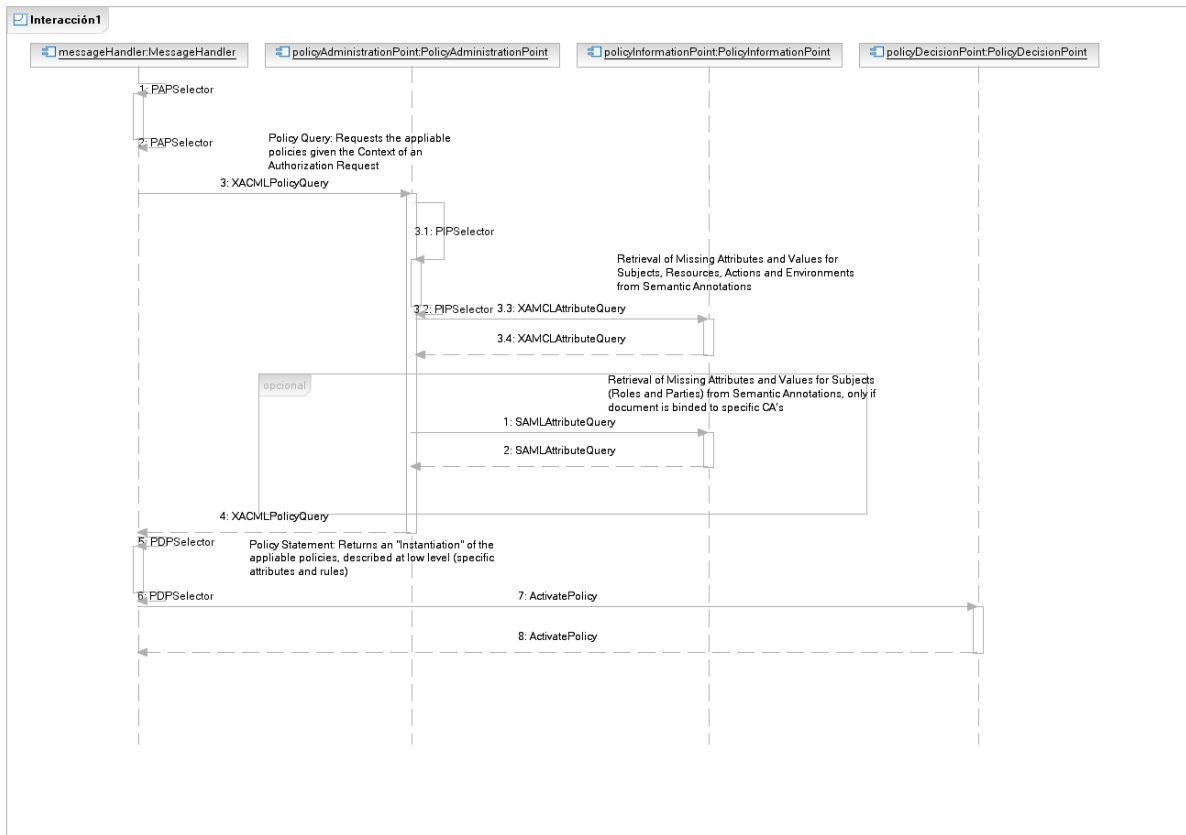 Interacción1
messageHandler:MessageHandler
policyAdministrationPoint:PolicyAdministrationPoint
policyInformationPoint:PolicyInformationPoint
policyDecisionPoint:PolicyDecisionPoint
1: PAPSelector
2: PAPSelector
Policy Query: Requests the appliable
policies given the Context of an
Authorization Request
3: XACMLPolicyQuery
3.1: PIPSelector
Retrieval of Missing Attributes and Values for
Subjects, Resources, Actions and Environments
from Semantic Annotations
3.2: PIPSelector
3.3: XAMCLAttributeQuery
3.4: XAMCLAttributeQuery
opcional
Retrieval of Missing Attributes and Values for Subjects
(Roles and Parties) from Semantic Annotations, only if
document is binded to specific CA's
1: SAMLAttributeQuery
2: SAMLAttributeQuery
4: XACMLPolicyQuery
5: PDPSelector
Policy Statement: Returns an "Instantiation" of the
appliable policies, described at low level (specific
attributes and rules)
6: PDPSelector
7: ActivatePolicy
8: ActivatePolicy